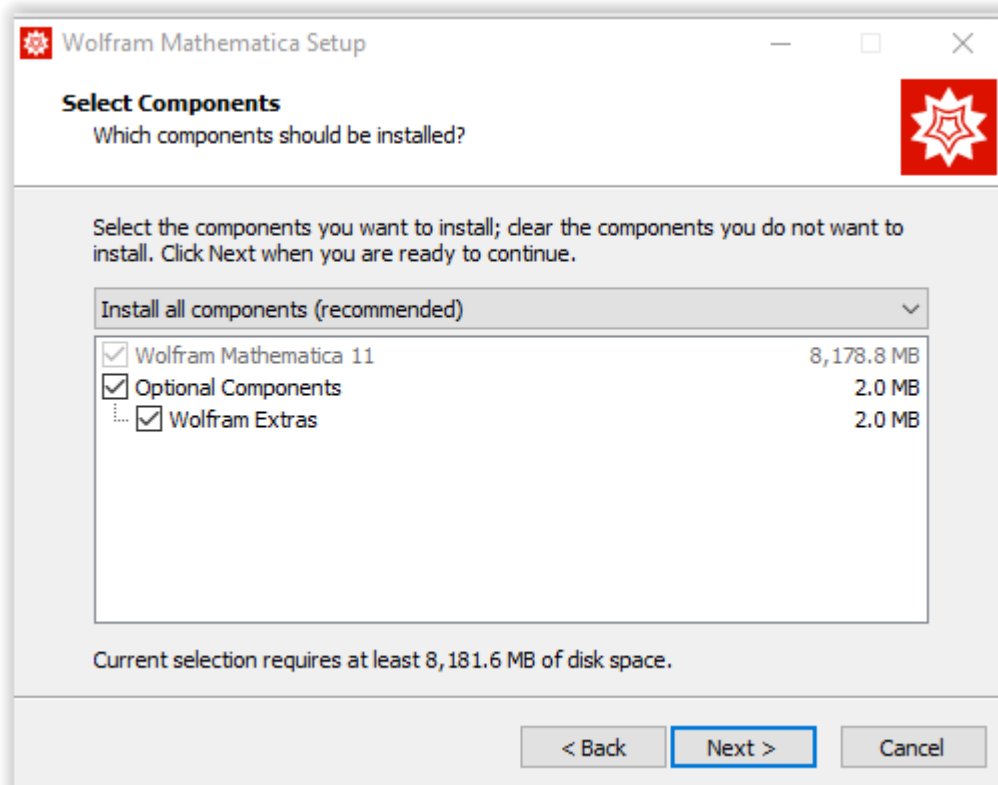 Wolfram Mathematica Setup
Select Components
Which components should be installed?
Select the components you want to install; clear the components you do not want to
install. Click Next when you are ready to continue.
Install all components (recommended)
Wolfram Mathematica 11 8,178.8 MB
Optional Components 2.0 MB
Wolfram Extras 2.0 MB
Current selection requires at least 8,181.6 MB of disk space.
< Back Next > Cancel